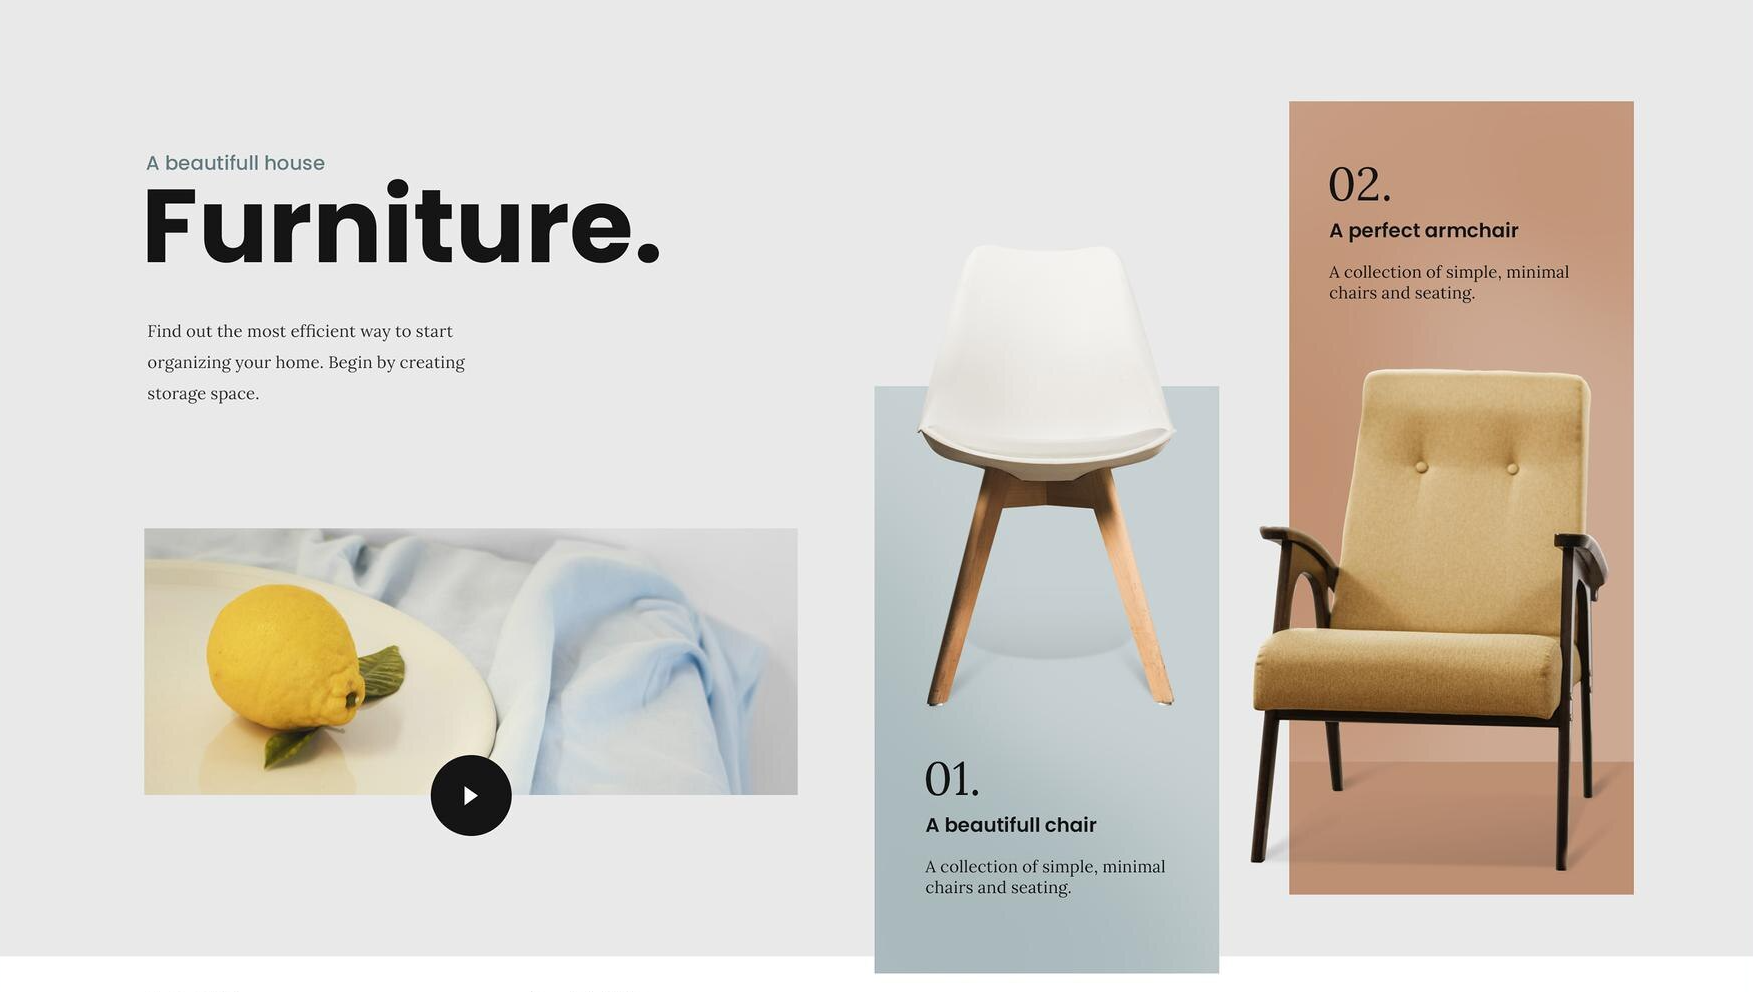 A beautifull house
Furniture.
Find out the most efficient way to start
organizing your home. Begin by creating
storage space.
02.
A perfect armchair
A collection of simple, minimal
chairs and seating.
01.
A beautifull chair
A collection of simple, minimal
chairs and seating.